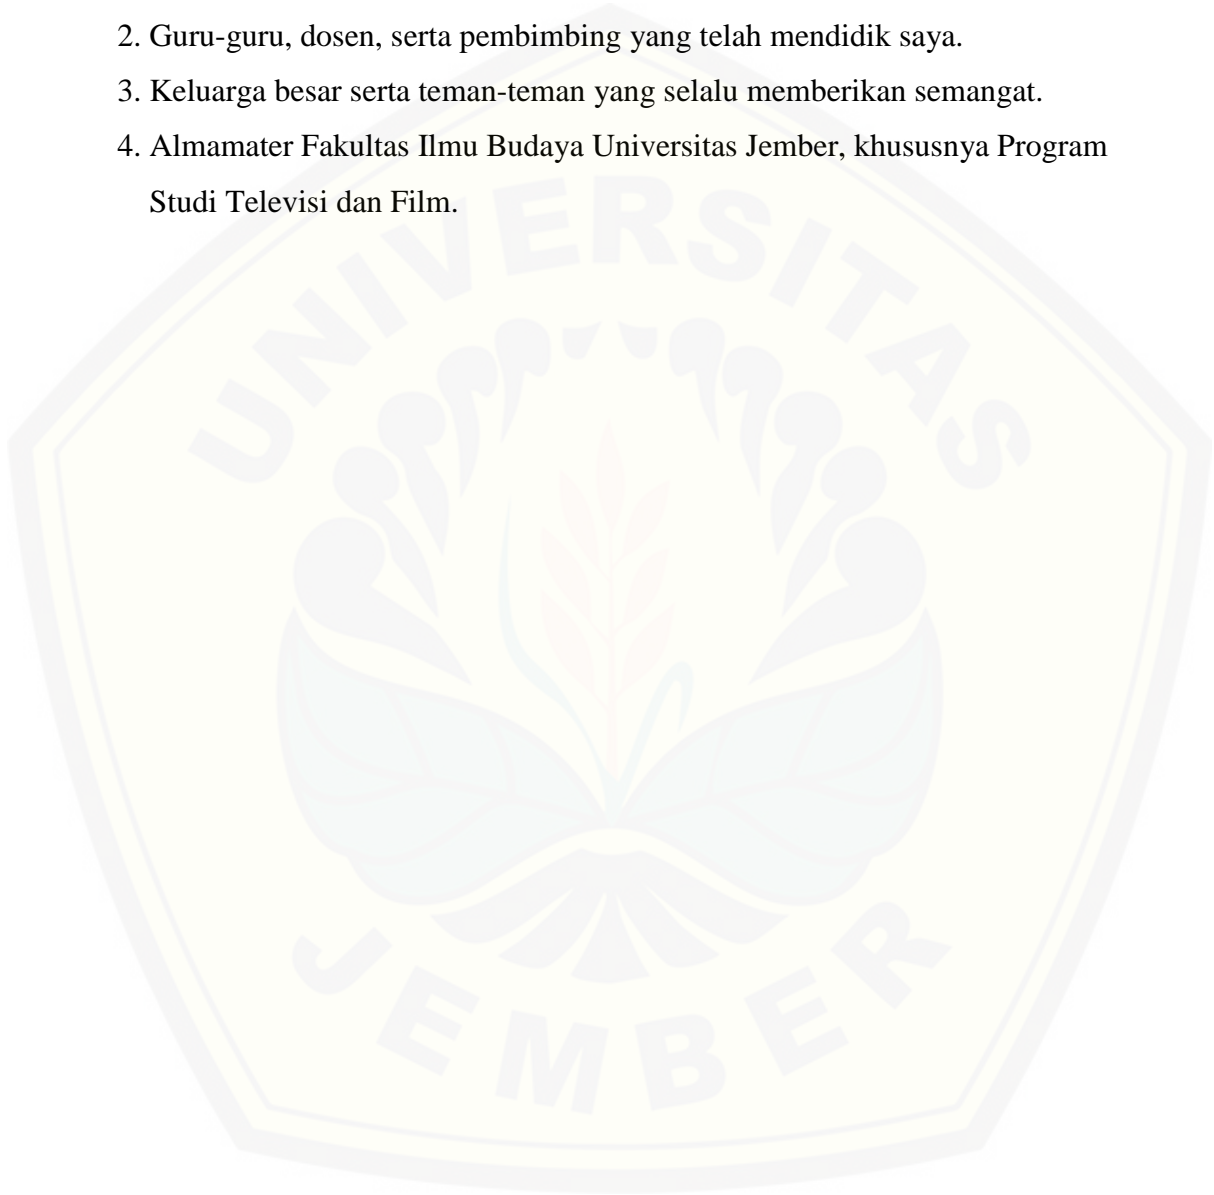 2. Guru-guru, dosen, serta pembimbing yang telah mendidik saya.
3. Keluarga besar serta teman-teman yang selalu memberikan semangat.
4. Almamater Fakultas Ilmu Budaya Universitas Jember, khususnya Program
Studi Televisi dan Film.
UNIVERSITAS
JEMBER